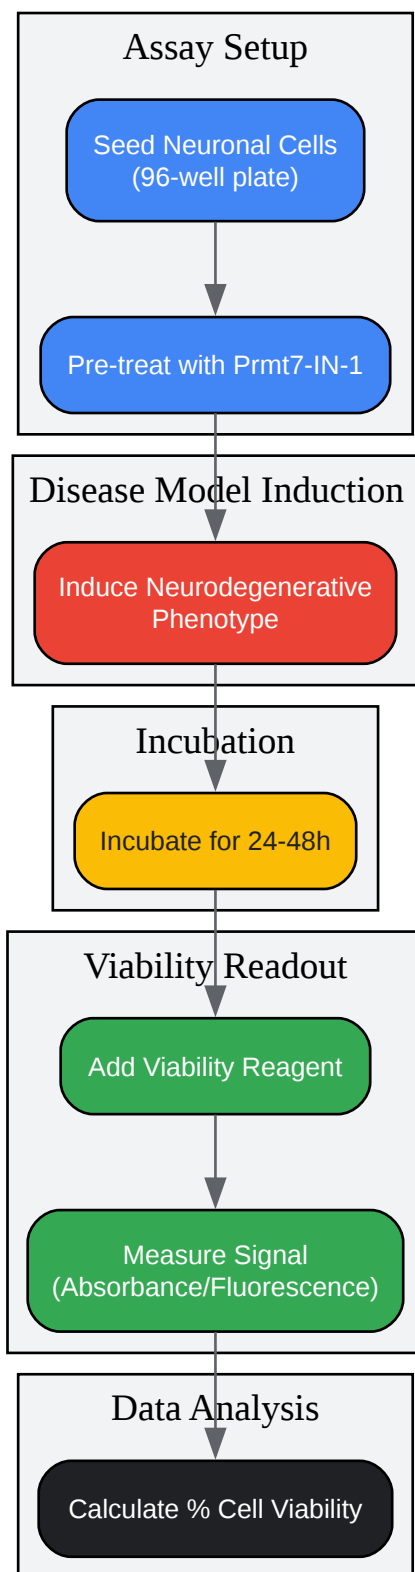 Assay Setup
Seed Neuronal Cells
(96-well plate)
Pre-treat with Prmt7-IN-1
Disease Model Induction
Induce Neurodegenerative
Phenotype
Incubation
Incubate for 24-48h
Viability Readout
Add Viability Reagent
Measure Signal
(Absorbance/Fluorescence)
Data Analysis
Calculate % Cell Viability